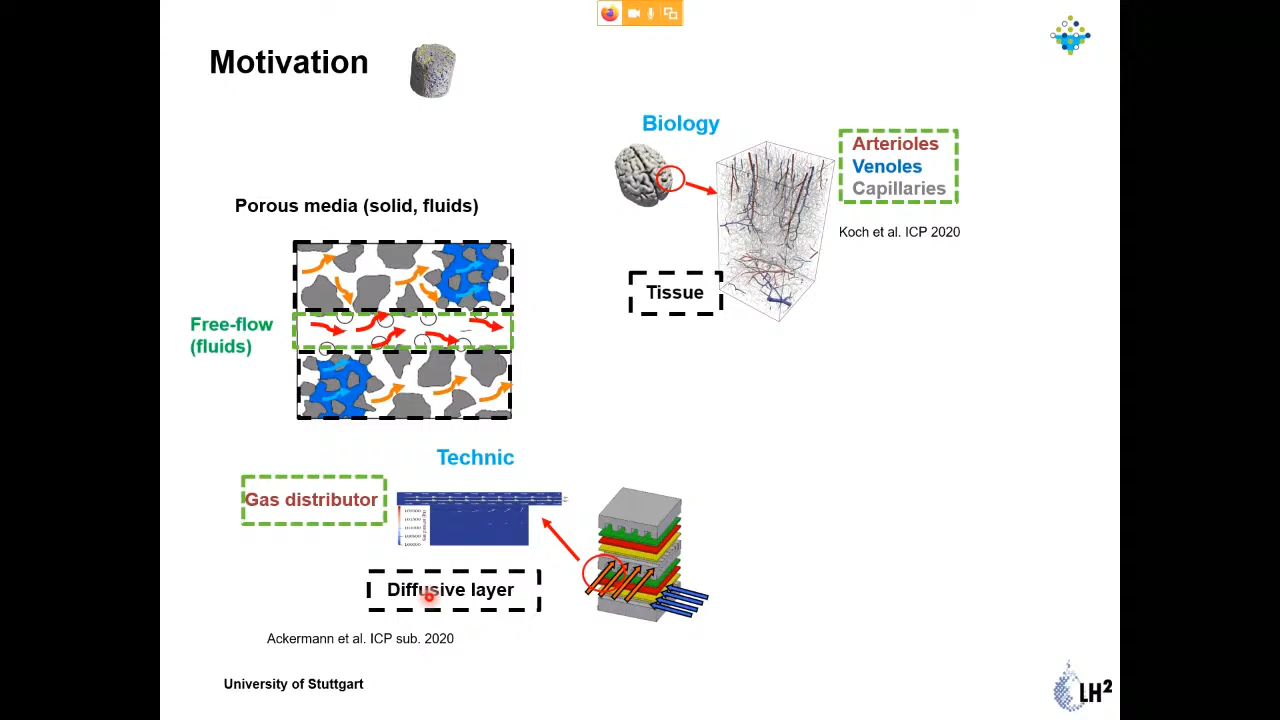 Motivation
Biology
Arterioles
Venoles
Capillaries
Koch et al. ICP 2020
Tissue
Porous media (solid, fluids)
Free-flow
(fluids)
Technic
Gas distributor
Diffusive layer
Ackermann et al. ICP sub. 2020
University of Stuttgart
LH²